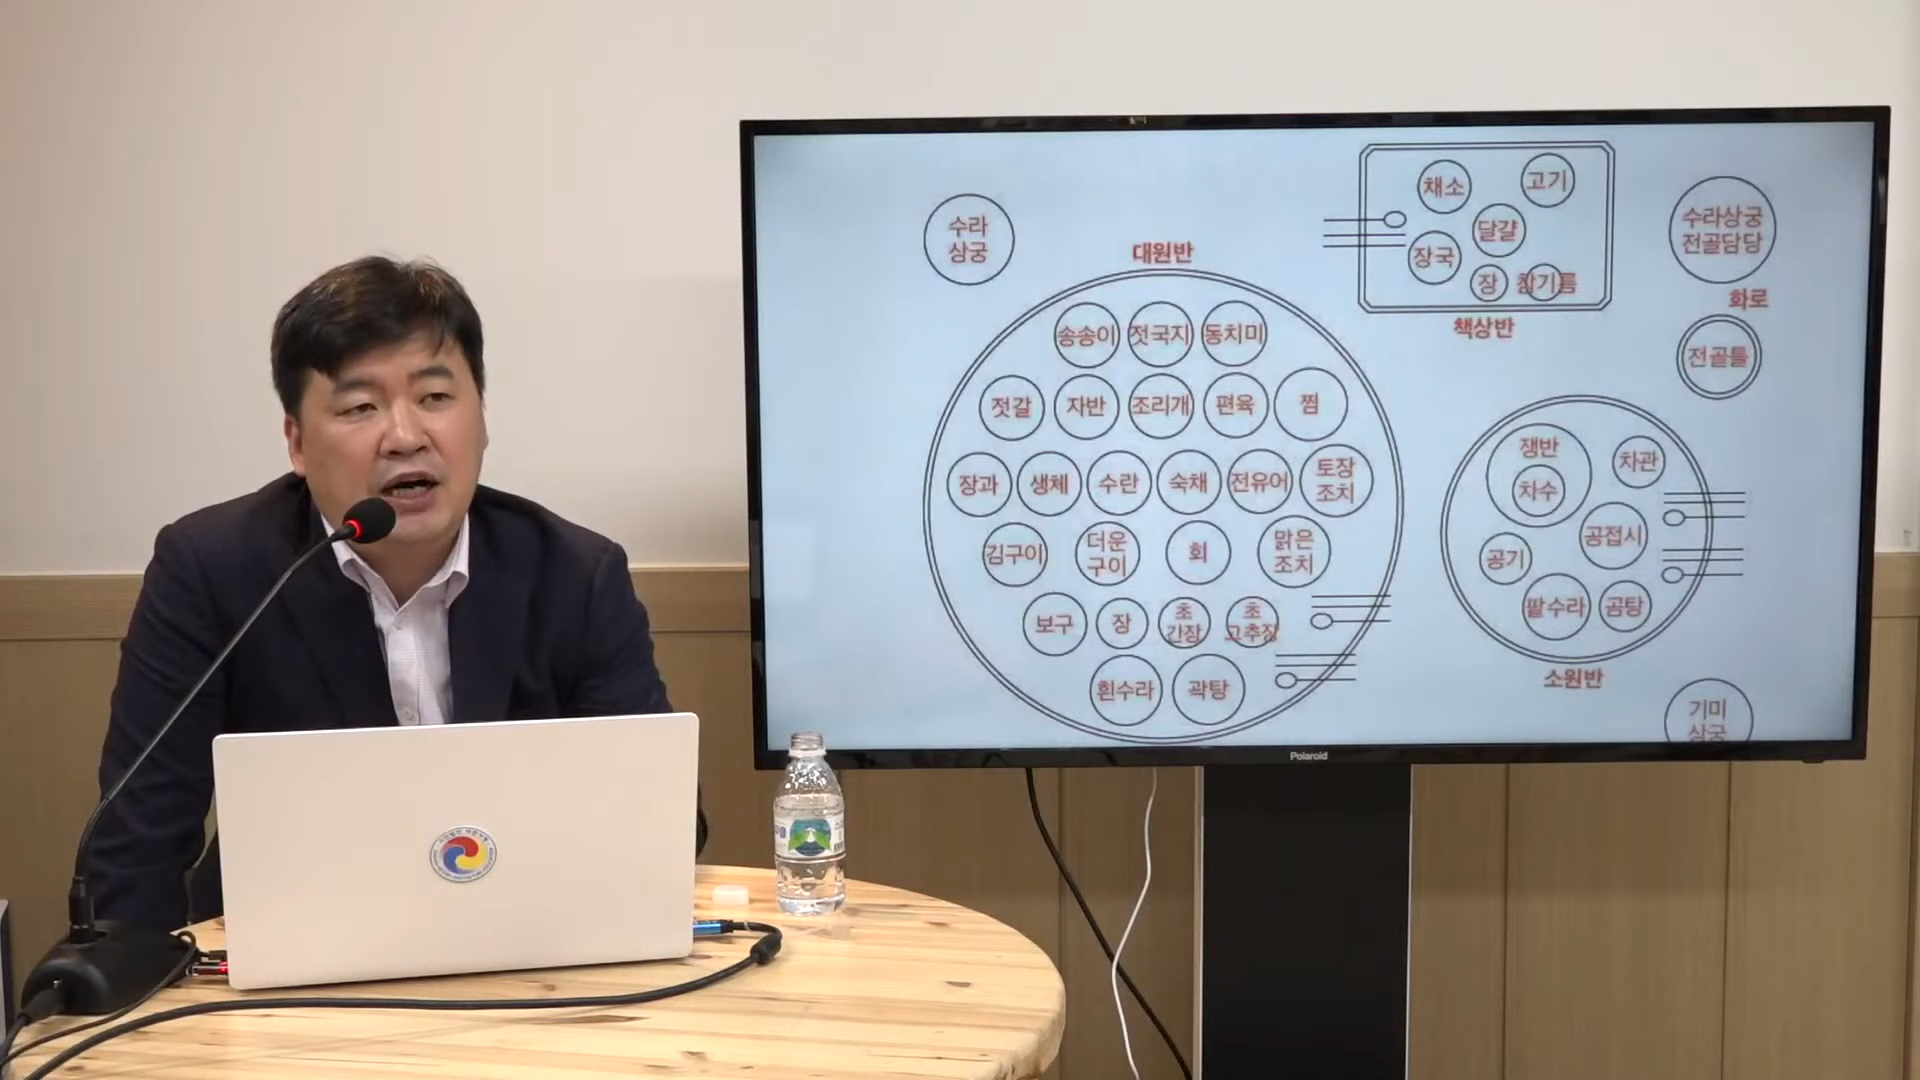 수라
상궁
대원반
송송이 젓국지 동치미
젓갈 자반 조리개 편육 찜
장과 생체 수란 숙채 전유어 토장
조치
김구이 더운
구이 회 맑은
조치
보구 장 초
간장 초
고추장
흰수라 곽탕
채소 고기
달걀
장국
장 참기름
책상반
수라상궁
전골담당
화로
전골틀
쟁반 차관
차수
공접시
공기
팥수라 곰탕
소원반
기미
상궁
Polaroid